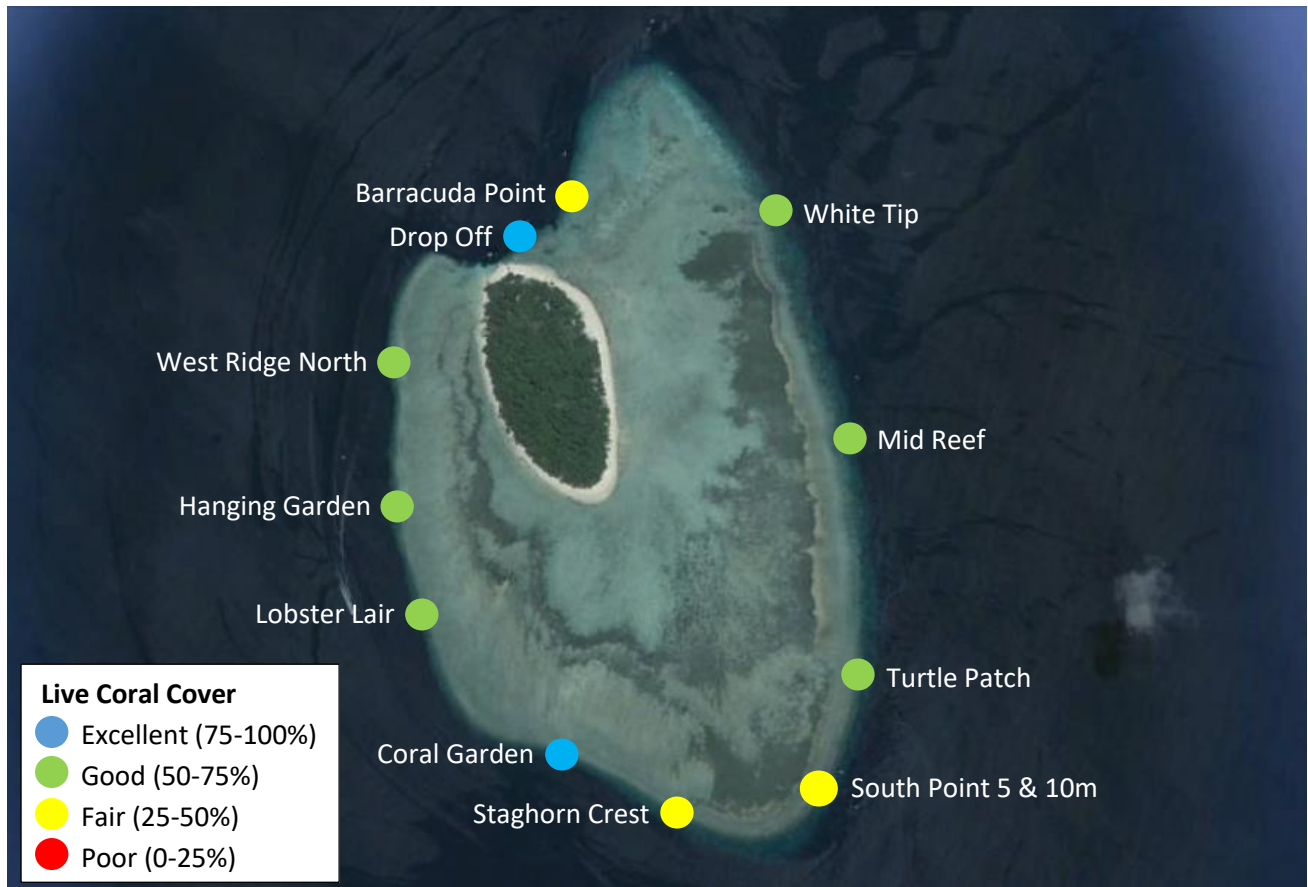 Barracuda Point
White Tip
Drop Off
West Ridge North
Mid Reef
Hanging Garden
Lobster Lair
Turtle Patch
Coral Garden
South Point 5 & 10m
Staghorn Crest
Live Coral Cover
Excellent (75-100%)
Good (50-75%)
Fair (25-50%)
Poor (0-25%)